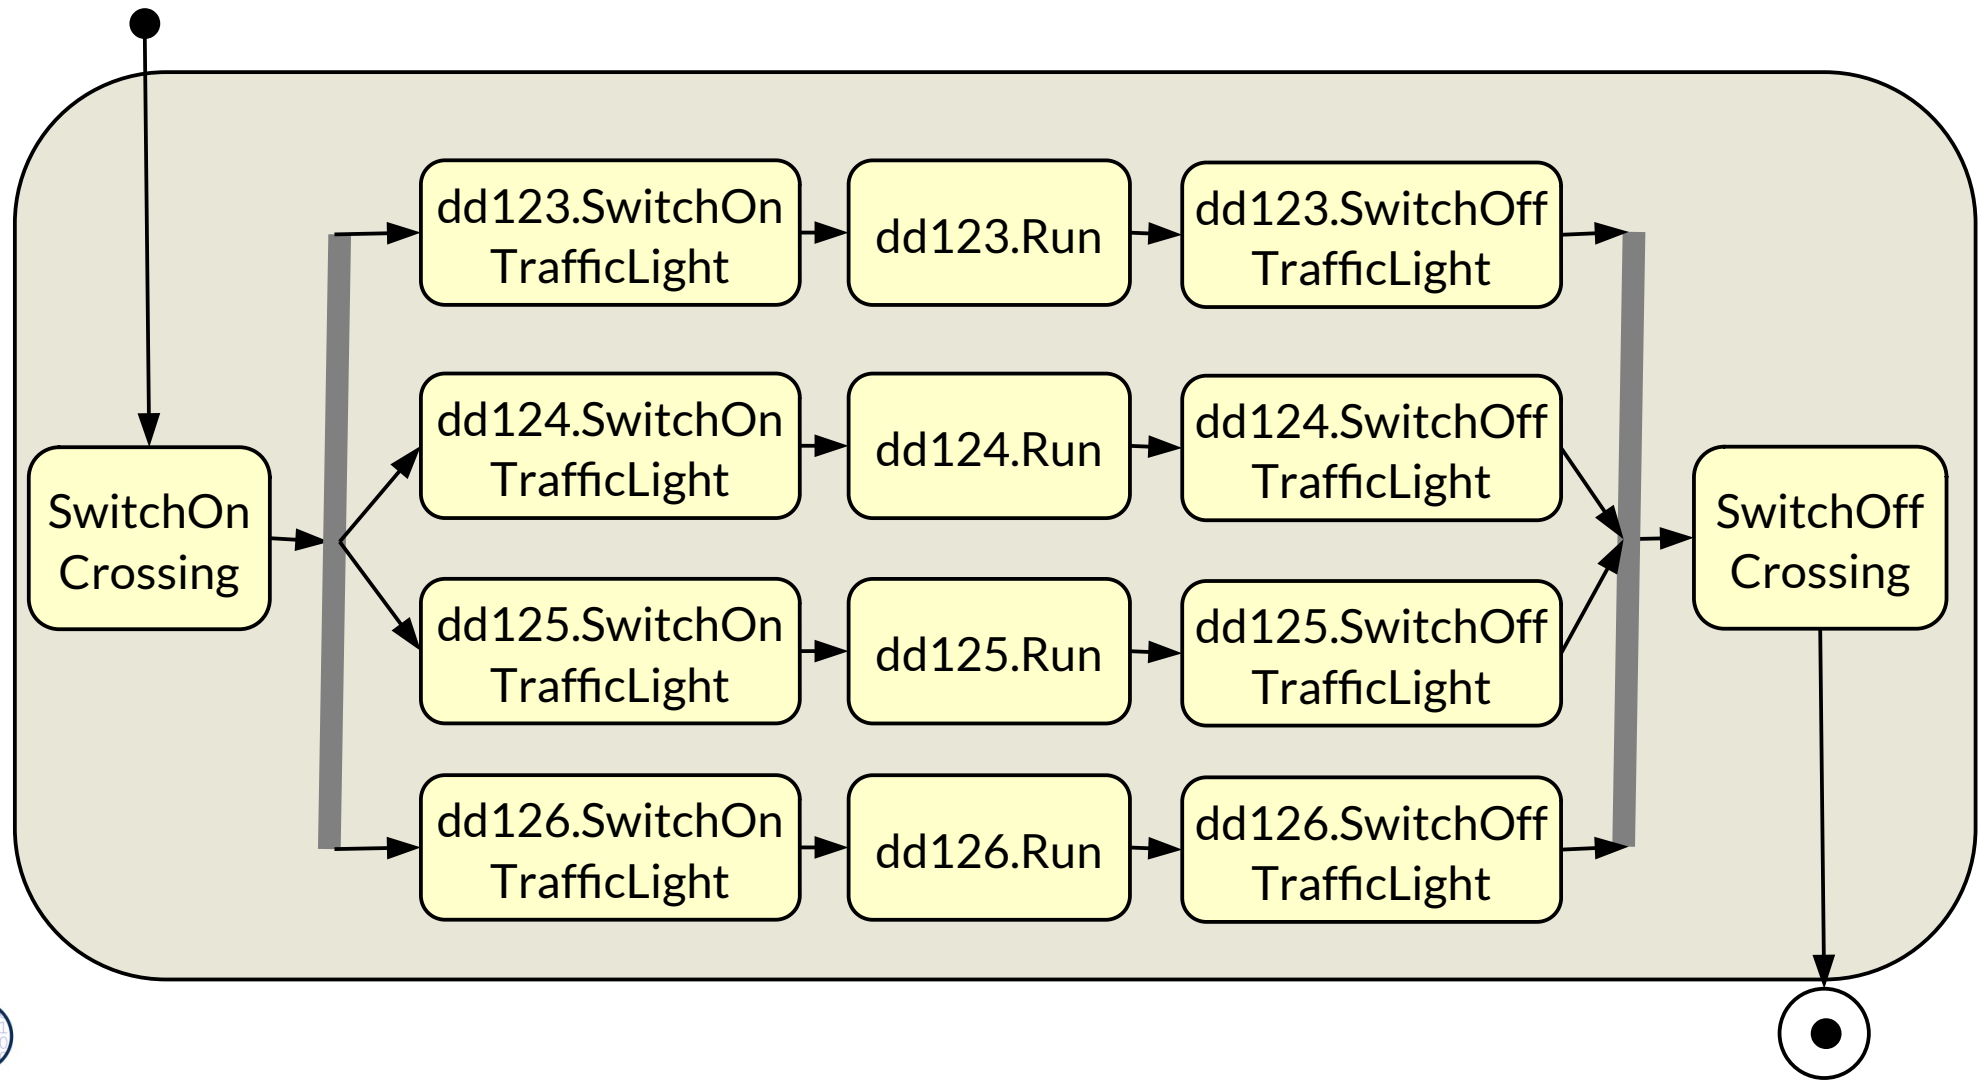 dd123.SwitchOn
TrafficLight
dd123.Run
dd123.SwitchOff
TrafficLight
dd124.SwitchOn
TrafficLight
dd124.Run
dd124.SwitchOff
TrafficLight
SwitchOn
Crossing
SwitchOff
Crossing
dd125.SwitchOn
TrafficLight
dd125.Run
dd125.SwitchOff
TrafficLight
dd126.SwitchOn
TrafficLight
dd126.Run
dd126.SwitchOff
TrafficLight